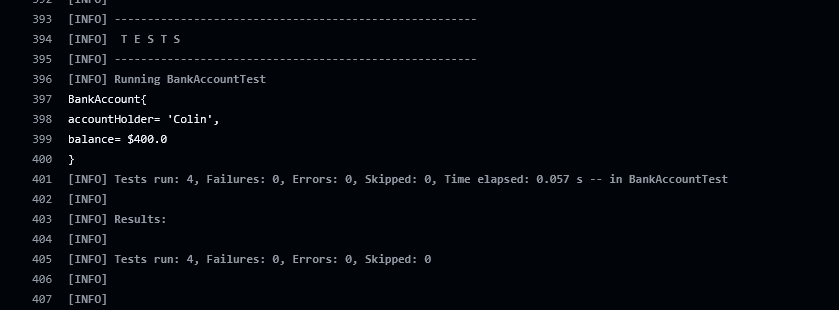 392 [INFO]
393 [INFO] -------------------------------------------------------
394 [INFO]  T E S T S
395 [INFO] -------------------------------------------------------
396 [INFO] Running BankAccountTest
397 BankAccount{
398 accountHolder= 'Colin',
399 balance= $400.0
400 }
401 [INFO] Tests run: 4, Failures: 0, Errors: 0, Skipped: 0, Time elapsed: 0.057 s -- in BankAccountTest
402 [INFO]
403 [INFO] Results:
404 [INFO]
405 [INFO] Tests run: 4, Failures: 0, Errors: 0, Skipped: 0
406 [INFO]
407 [INFO]